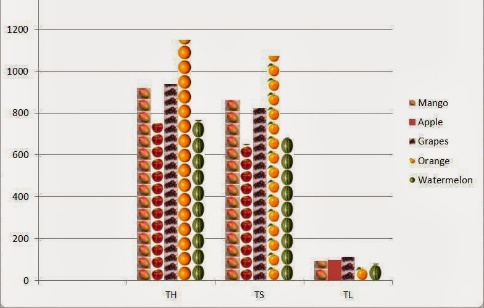 1200
1000
800
600
400
200
0
TH TS TL
Mango
Apple
Grapes
Orange
Watermelon